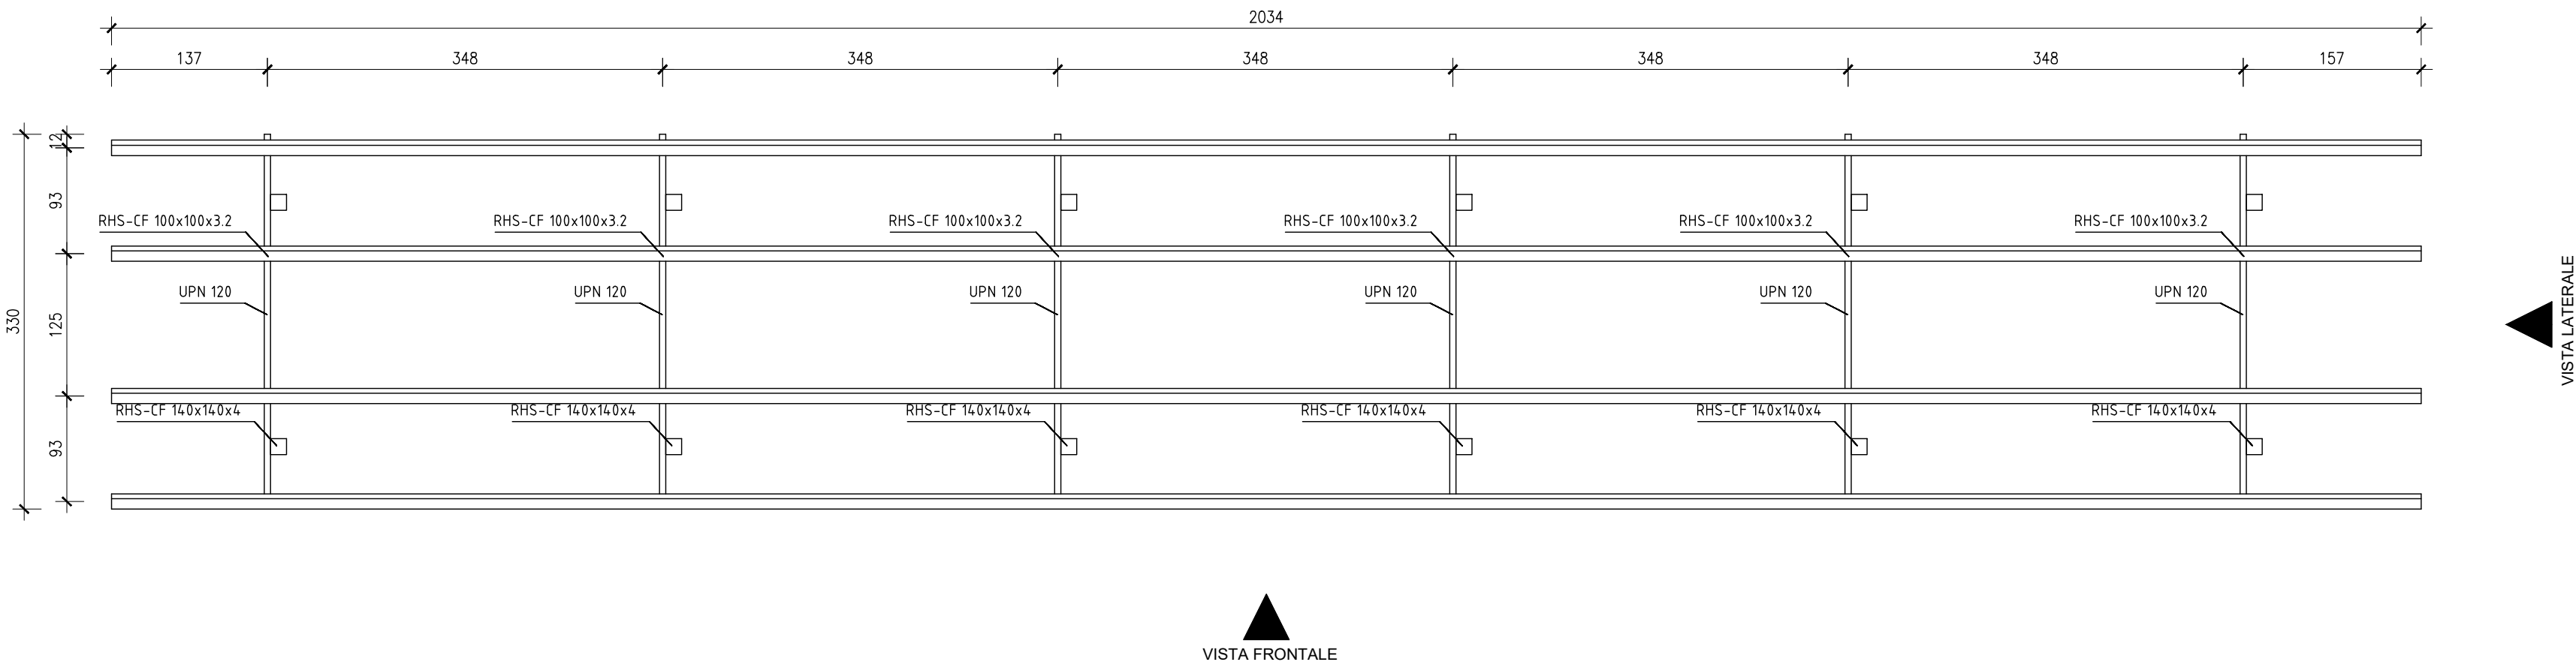 2034
137 348 348 348 348 348 157
12
93
RHS-CF 100x100x3.2 RHS-CF 100x100x3.2 RHS-CF 100x100x3.2 RHS-CF 100x100x3.2 RHS-CF 100x100x3.2 RHS-CF 100x100x3.2
UPN 120 UPN 120 UPN 120 UPN 120 UPN 120 UPN 120
330
125
VISTA LATERALE
RHS-CF 140x140x4 RHS-CF 140x140x4 RHS-CF 140x140x4 RHS-CF 140x140x4 RHS-CF 140x140x4 RHS-CF 140x140x4
93
VISTA FRONTALE